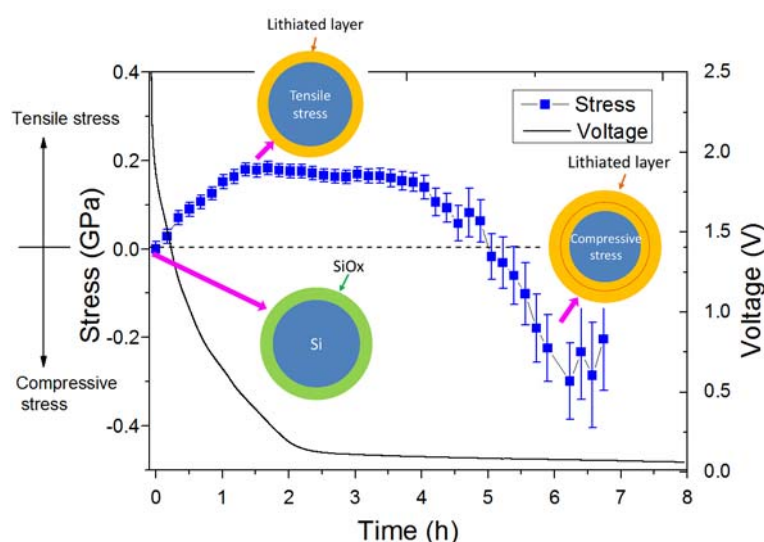 Lithiated layer
Tensile
stress
Tensile stress
Compressive
stress
Stress (GPa)
0.4
0.2
0.0
-0.2
-0.4
Stress
Voltage
Lithiated layer
Compressive
stress
SiOx
Si
2.5
2.0
1.5
1.0
0.5
0.0
Voltage (V)
0 1 2 3 4 5 6 7 8
Time (h)